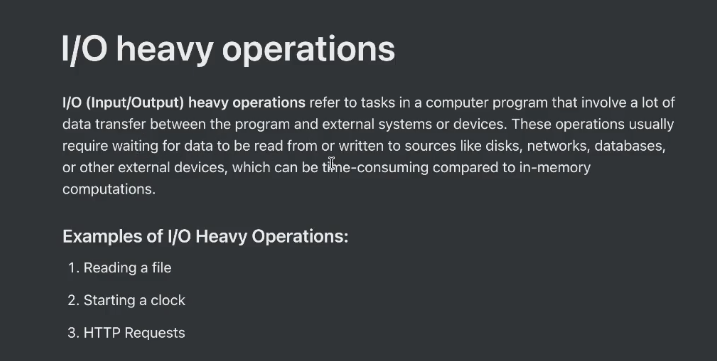 I/O heavy operations
I/O (Input/Output) heavy operations refer to tasks in a computer program that involve a lot of
data transfer between the program and external systems or devices. These operations usually
require waiting for data to be read from or written to sources like disks, networks, databases,
or other external devices, which can be time-consuming compared to in-memory
computations.
Examples of I/O Heavy Operations:
1. Reading a file
2. Starting a clock
3. HTTP Requests